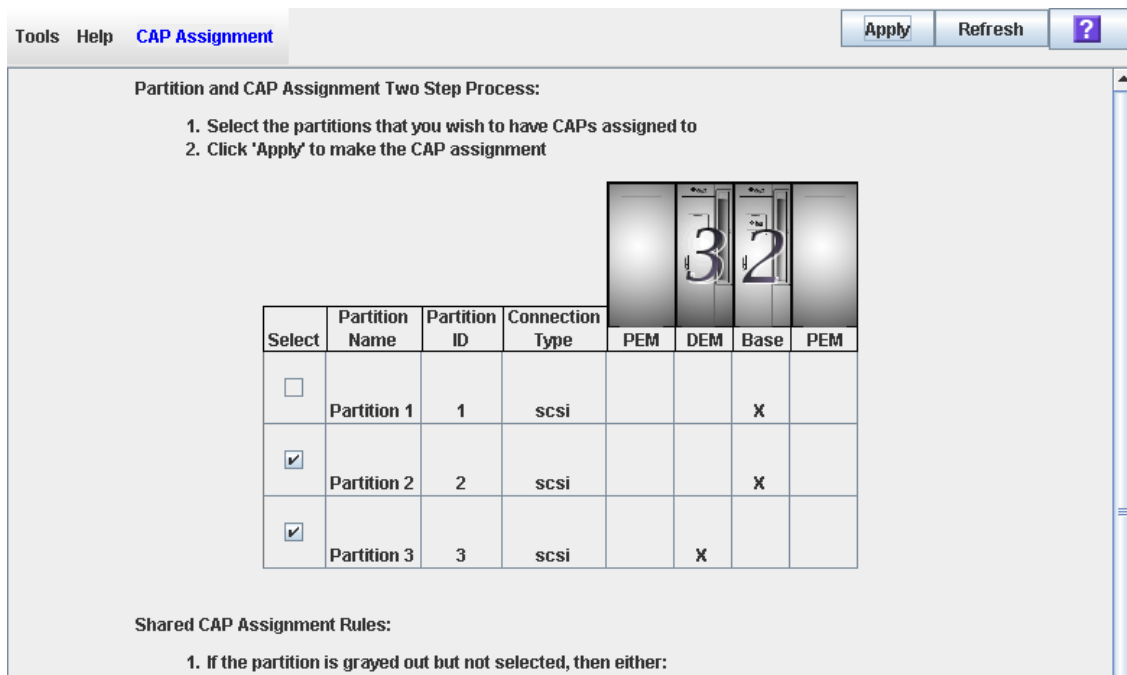 Tools Help CAP Assignment Apply Refresh ?
Partition and CAP Assignment Two Step Process:
1. Select the partitions that you wish to have CAPs assigned to
2. Click 'Apply' to make the CAP assignment
3 2
Select Partition Name Partition ID Connection Type PEM DEM Base PEM
Partition 1 1 scsi X
Partition 2 2 scsi X
Partition 3 3 scsi X
Shared CAP Assignment Rules:
1. If the partition is grayed out but not selected, then either: